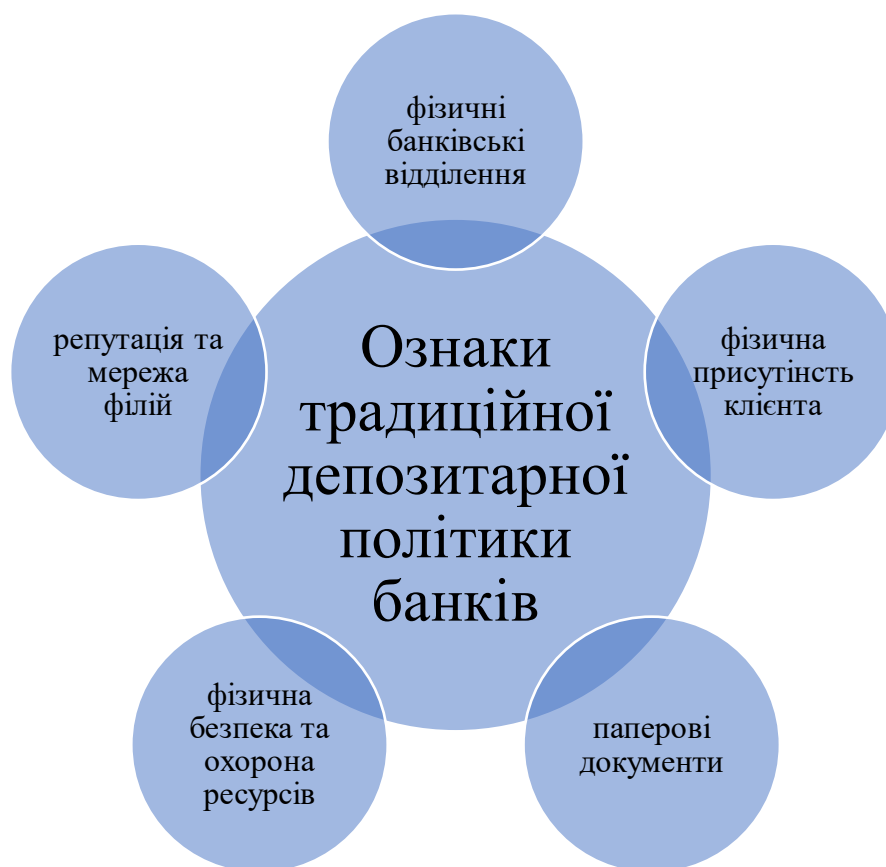 фізичні
банківські
відділення
репутація та
мережа
філій
Ознаки
традиційної
депозитарної
політики
банків
фізична
присутінсть
клієнта
фізична
безпека та
охорона
ресурсів
паперові
документи